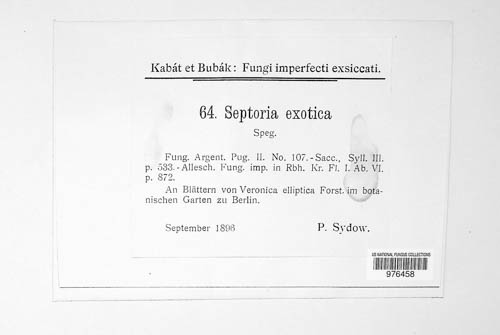 Kabát et Bubák: Fungi imperfecti exsiccati.
64. Septoria exotica
Speg.
Fung. Argent. Pug. II. No. 107.-Sacc., Syll. III.
p. 533.-Allesch. Fung. imp. in Rbh. Kr. Fl. I. Ab. VI.
p. 872.
An Blättern von Veronica elliptica Forst. im bota-
nischen Garten zu Berlin.
September 1896
P. Sydow.
US NATIONAL FUNGUS COLLECTIONS
976458